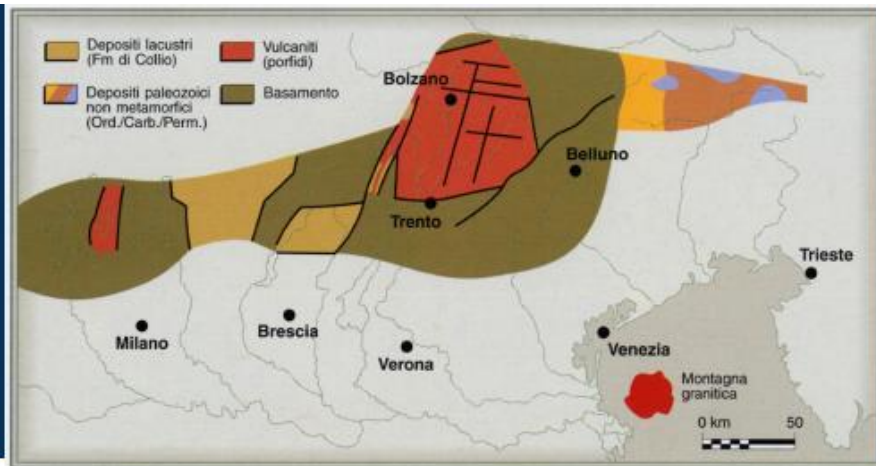 Depositi lacustri
(Fm di Collio)
Vulcaniti
(porfidi)
Depositi paleozoici
non metamorfici
(Ord./Carb./Perm.)
Basamento
Bolzano
Belluno
Trento
Trieste
Milano
Brescia
Verona
Venezia
Montagna
granitica
0 km 50